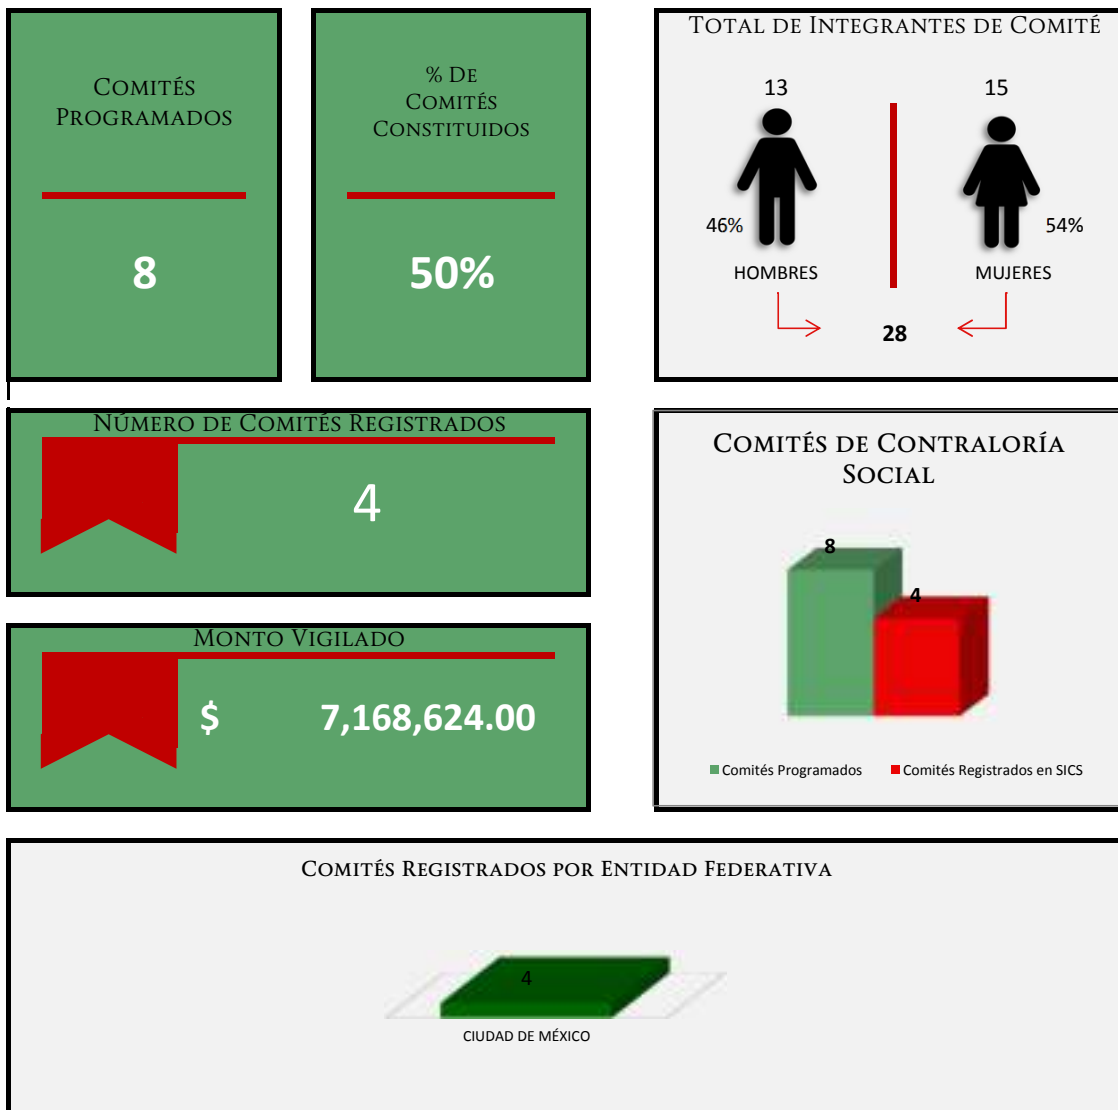 COMITÉS
PROGRAMADOS
8
% DE
COMITÉS
CONSTITUIDOS
50%
TOTAL DE INTEGRANTES DE COMITÉ
13
15
46%
54%
HOMBRES
MUJERES
28
NÚMERO DE COMITÉS REGISTRADOS
4
MONTO VIGILADO
$ 7,168,624.00
COMITÉS DE CONTRALORÍA
SOCIAL
8
4
Comités Programados
Comités Registrados en SICS
COMITÉS REGISTRADOS POR ENTIDAD FEDERATIVA
4
CIUDAD DE MÉXICO